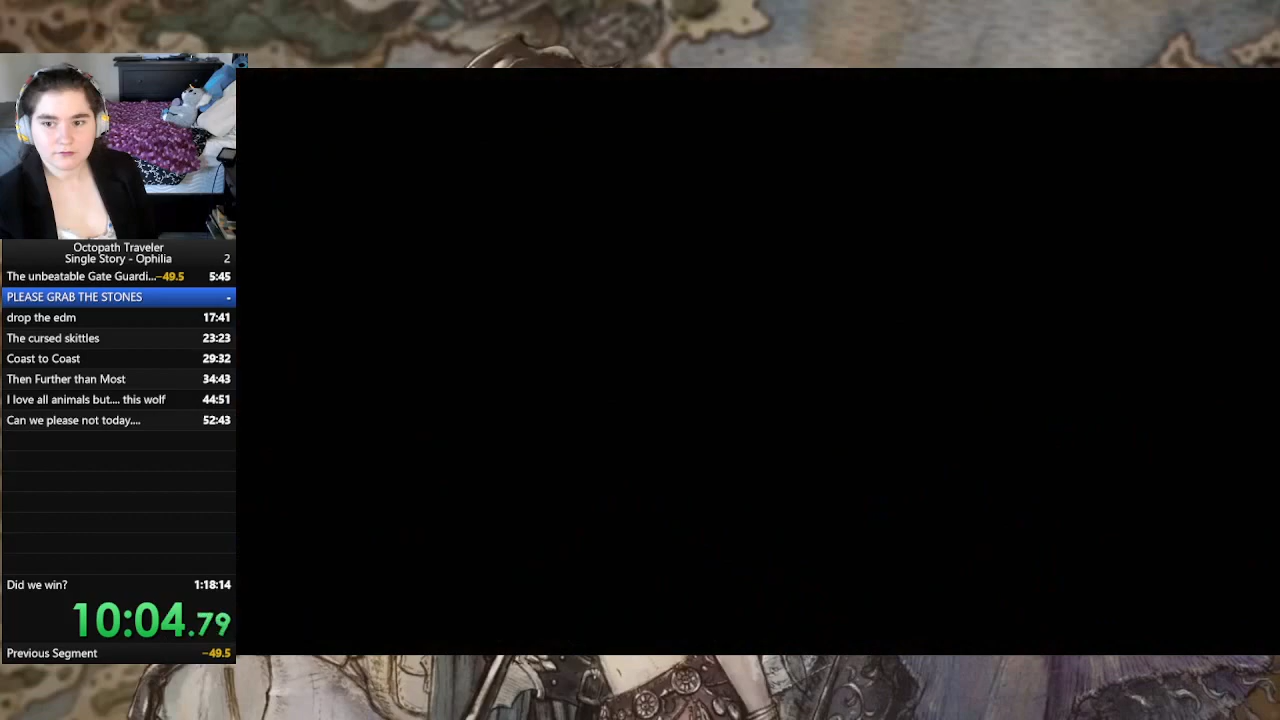 Octopath Traveler
Single Story - Ophilia 2
The unbeatable Gate Guardi... −49.5 5:45
PLEASE GRAB THE STONES -
drop the edm 17:41
The cursed skittles 23:23
Coast to Coast 29:32
Then Further than Most 34:43
I love all animals but.... this wolf 44:51
Can we please not today.... 52:43
Did we win? 1:18:14
10:04.79
Previous Segment −49.5